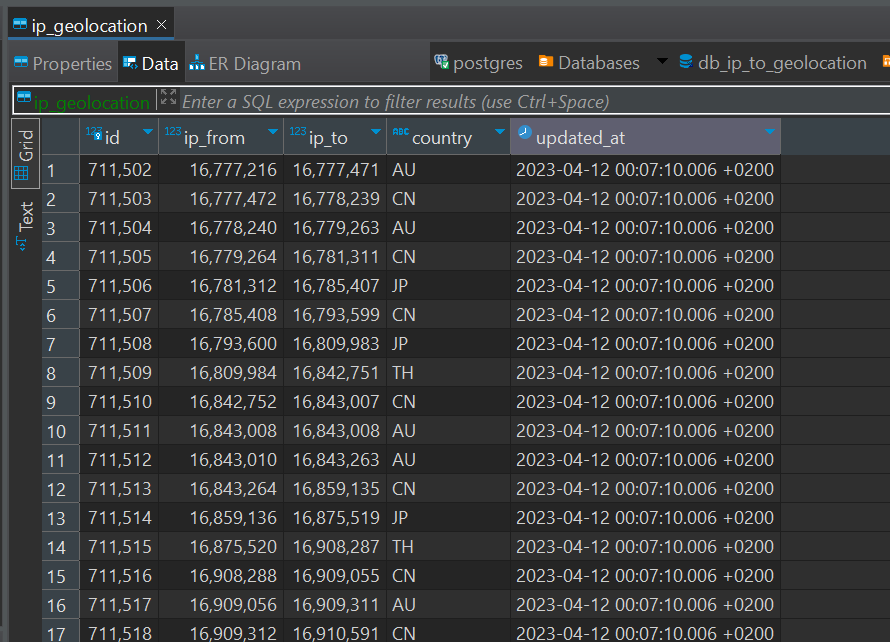 ip_geolocation
Properties Data ER Diagram postgres Databases db_ip_to_geolocation
ip_geolocation Enter a SQL expression to filter results (use Ctrl+Space)
Grid
Text
123 id 123 ip_from 123 ip_to ABC country updated_at
1 711,502 16,777,216 16,777,471 AU 2023-04-12 00:07:10.006 +0200
2 711,503 16,777,472 16,778,239 CN 2023-04-12 00:07:10.006 +0200
3 711,504 16,778,240 16,779,263 AU 2023-04-12 00:07:10.006 +0200
4 711,505 16,779,264 16,781,311 CN 2023-04-12 00:07:10.006 +0200
5 711,506 16,781,312 16,785,407 JP 2023-04-12 00:07:10.006 +0200
6 711,507 16,785,408 16,793,599 CN 2023-04-12 00:07:10.006 +0200
7 711,508 16,793,600 16,809,983 JP 2023-04-12 00:07:10.006 +0200
8 711,509 16,809,984 16,842,751 TH 2023-04-12 00:07:10.006 +0200
9 711,510 16,842,752 16,843,007 CN 2023-04-12 00:07:10.006 +0200
10 711,511 16,843,008 16,843,008 AU 2023-04-12 00:07:10.006 +0200
11 711,512 16,843,010 16,843,263 AU 2023-04-12 00:07:10.006 +0200
12 711,513 16,843,264 16,859,135 CN 2023-04-12 00:07:10.006 +0200
13 711,514 16,859,136 16,875,519 JP 2023-04-12 00:07:10.006 +0200
14 711,515 16,875,520 16,908,287 TH 2023-04-12 00:07:10.006 +0200
15 711,516 16,908,288 16,909,055 CN 2023-04-12 00:07:10.006 +0200
16 711,517 16,909,056 16,909,311 AU 2023-04-12 00:07:10.006 +0200
17 711,518 16,909,312 16,910,591 CN 2023-04-12 00:07:10.006 +0200